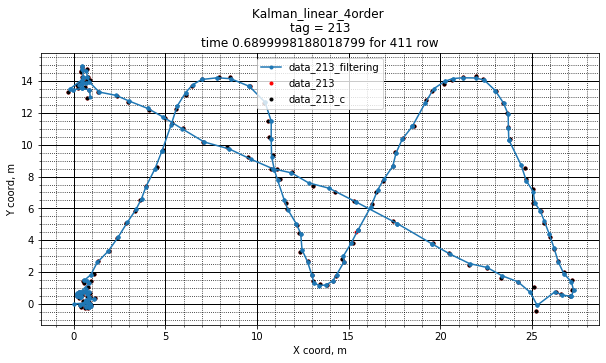 Kalman_linear_4order
tag = 213
time 0.6899998188018799 for 411 row
data_213_filtering
data_213
data_213_c
Y coord, m
14
12
10
8
6
4
2
0
0
5
10
15
20
25
X coord, m